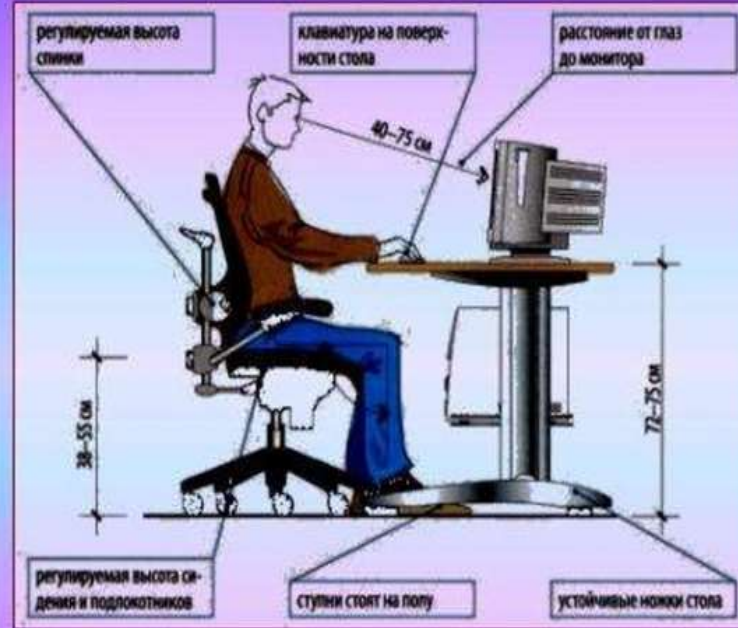 регулируемая высота
спинки
клавиатура на поверх-
ности стола
расстояние от глаз
до монитора
40–75 см
38–55 см
72–75 см
регулируемая высота си-
дения и подлокотников
ступни стоят на полу
устойчивые ножки стола